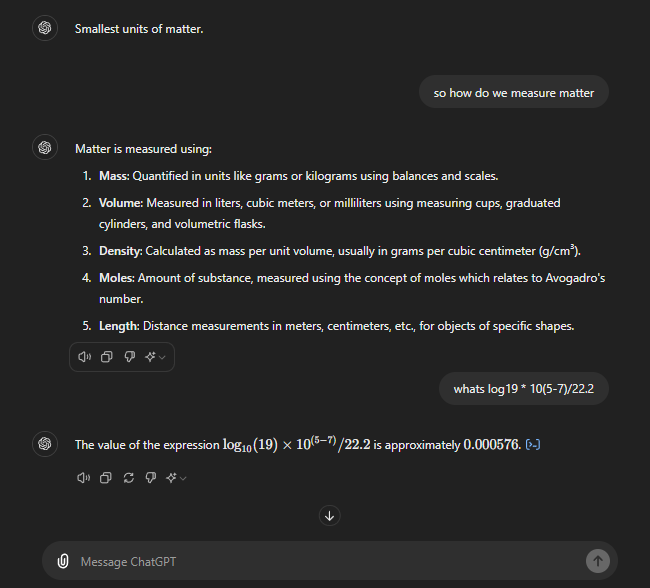 Smallest units of matter.
so how do we measure matter
Matter is measured using:
1. Mass: Quantified in units like grams or kilograms using balances and scales.
2. Volume: Measured in liters, cubic meters, or milliliters using measuring cups, graduated
cylinders, and volumetric flasks.
3. Density: Calculated as mass per unit volume, usually in grams per cubic centimeter (g/cm³).
4. Moles: Amount of substance, measured using the concept of moles which relates to Avogadro's
number.
5. Length: Distance measurements in meters, centimeters, etc., for objects of specific shapes.
whats log19 * 10(5-7)/22.2
The value of the expression log₁₀(19) × 10⁽⁵⁻⁷⁾/22.2 is approximately 0.000576. [>-]
Message ChatGPT